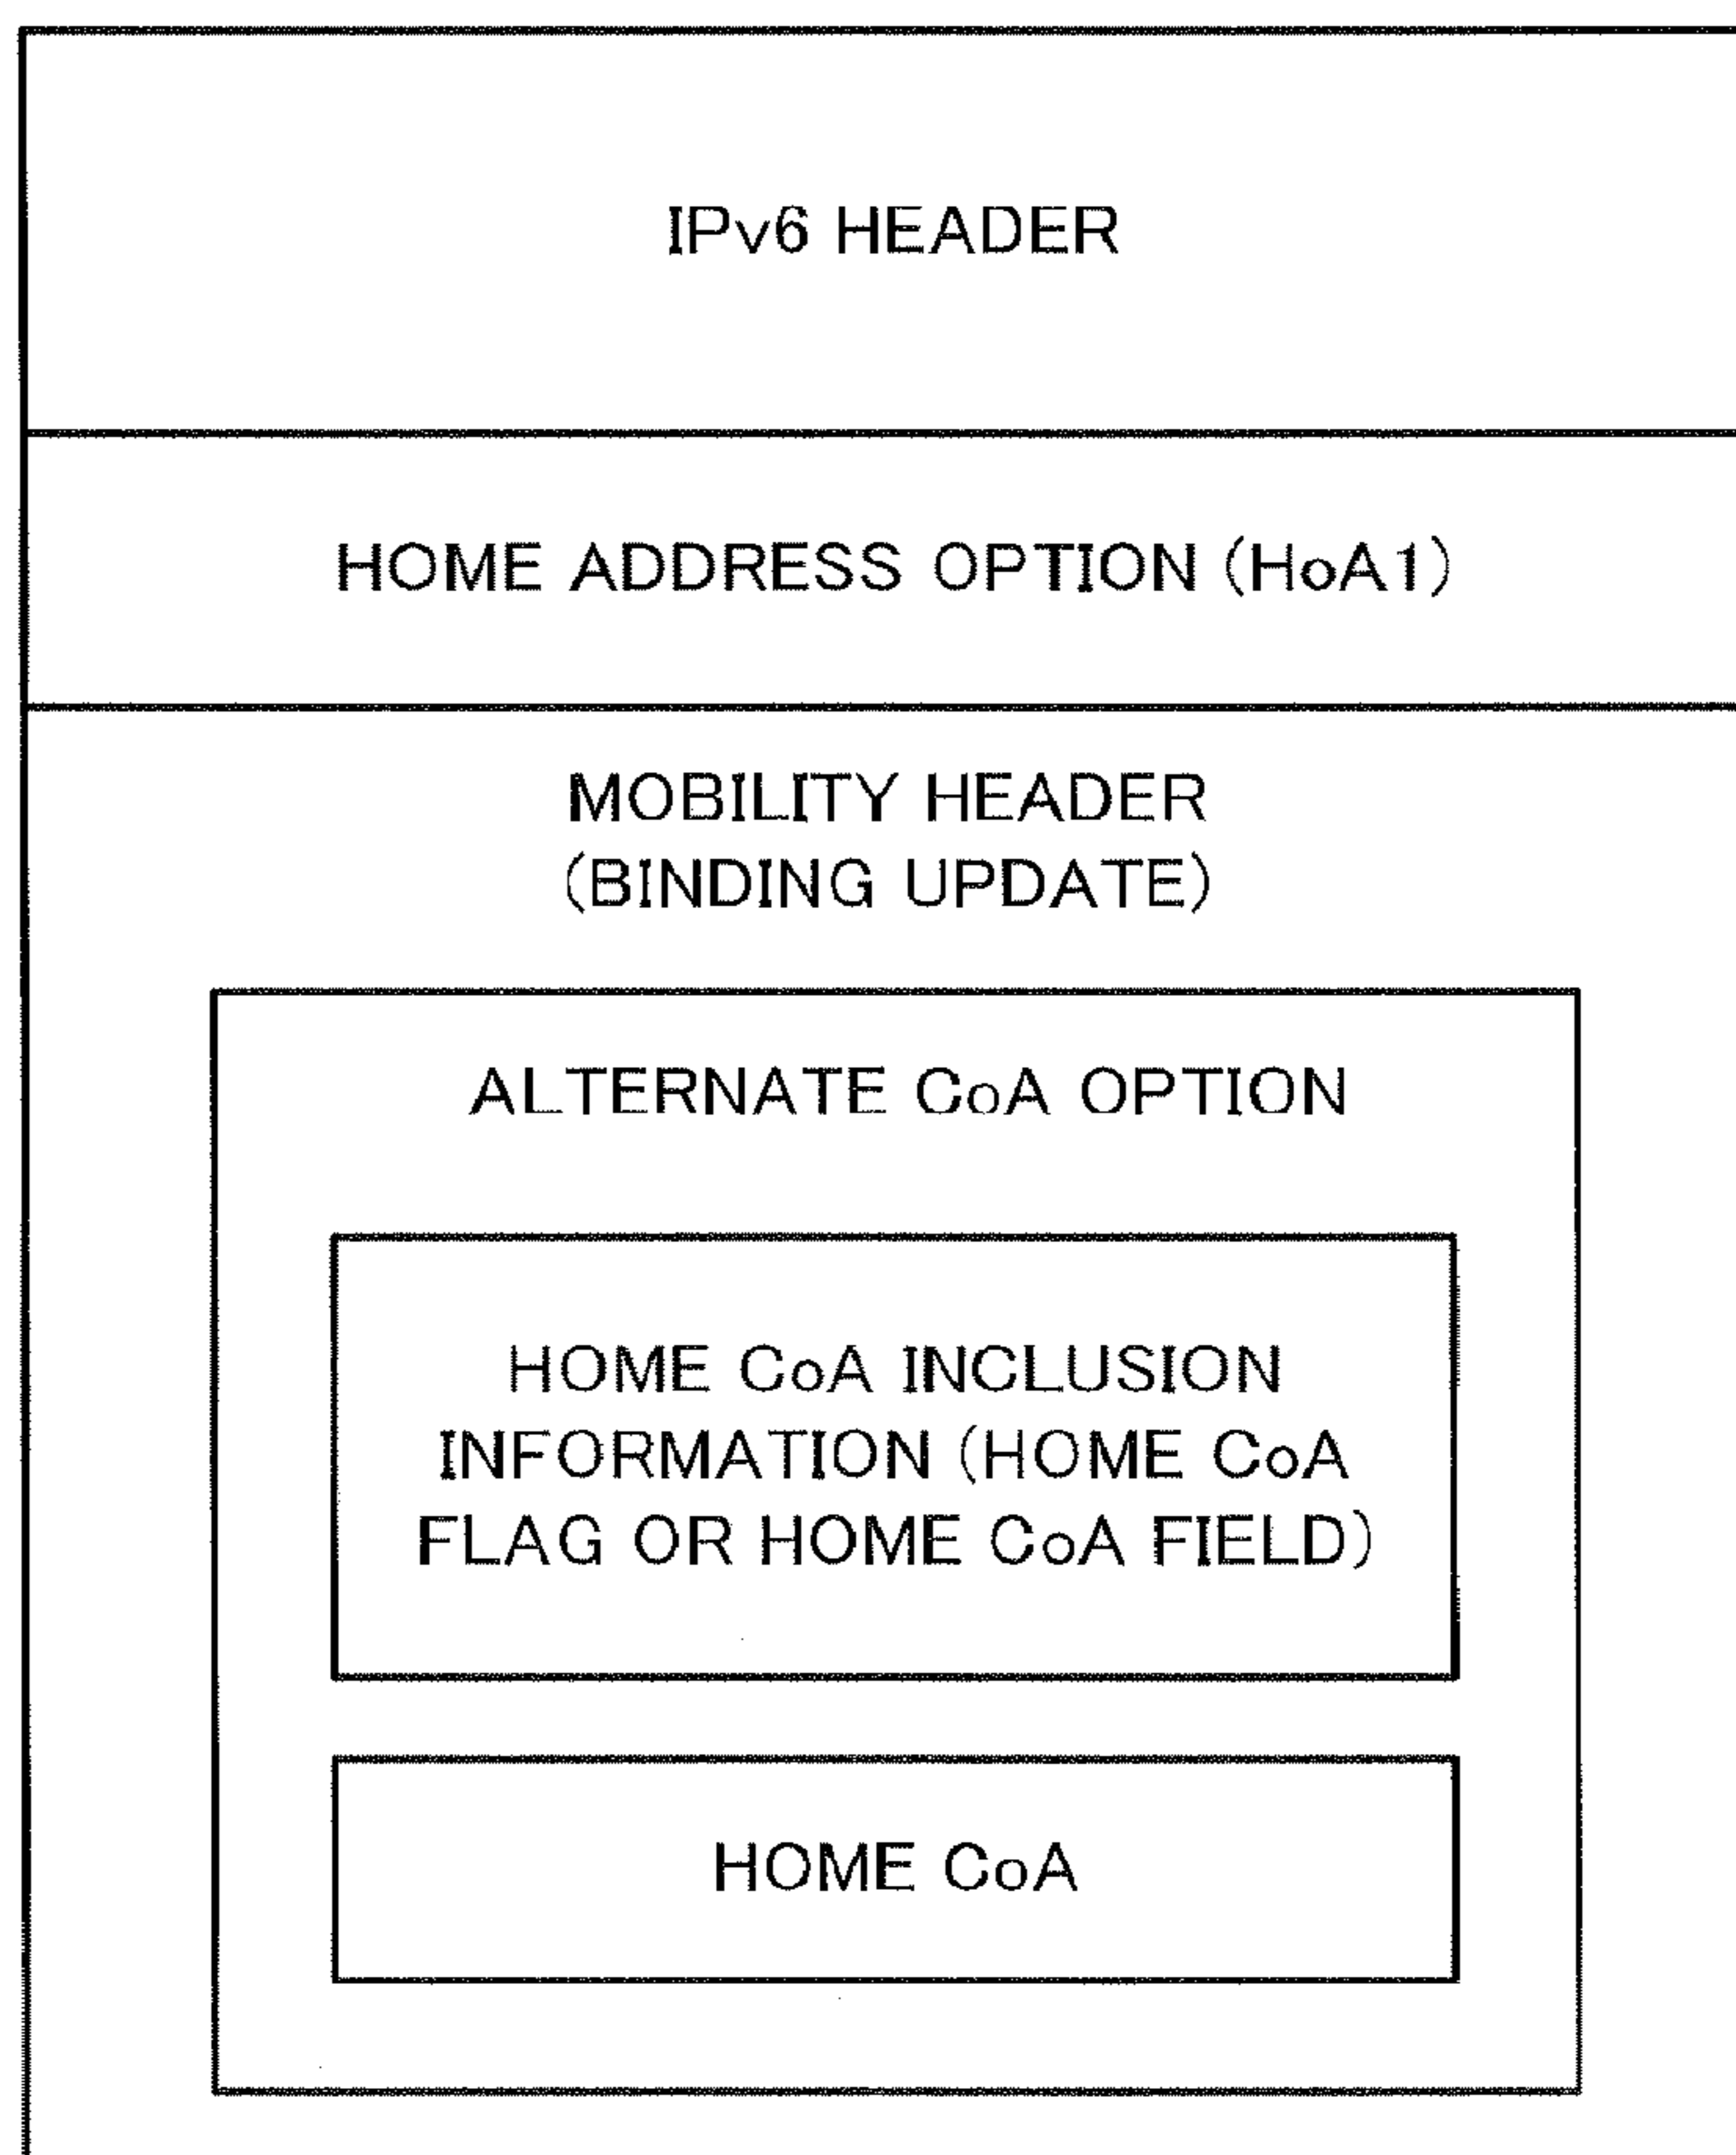 IPv6 HEADER
HOME ADDRESS OPTION (HoA1)
MOBILITY HEADER
(BINDING UPDATE)
ALTERNATE CoA OPTION
HOME CoA INCLUSION
INFORMATION (HOME CoA
FLAG OR HOME CoA FIELD)
HOME CoA